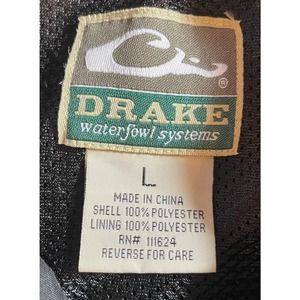 ®
DRAKE
waterfowl systems
L
MADE IN CHINA
SHELL 100% POLYESTER
LINING 100% POLYESTER
RN# 111624
REVERSE FOR CARE